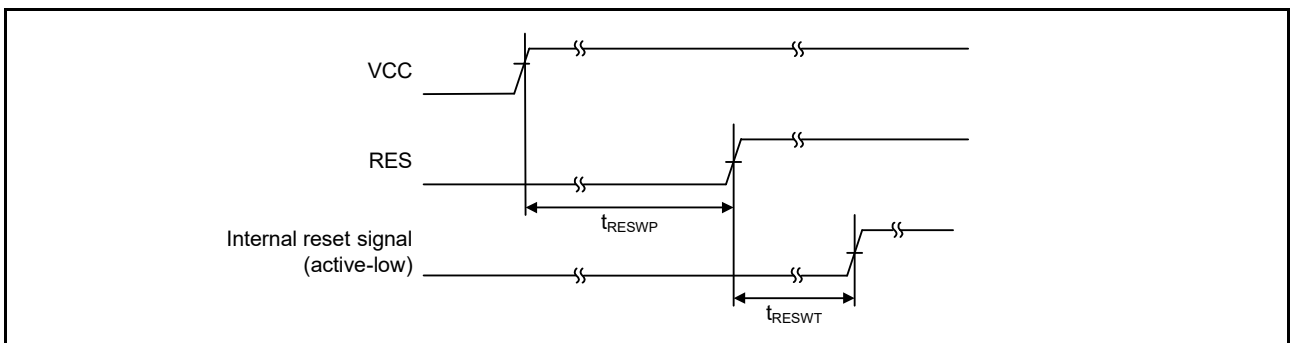 VCC
RES
tRESWP
Internal reset signal
(active-low)
tRESWT